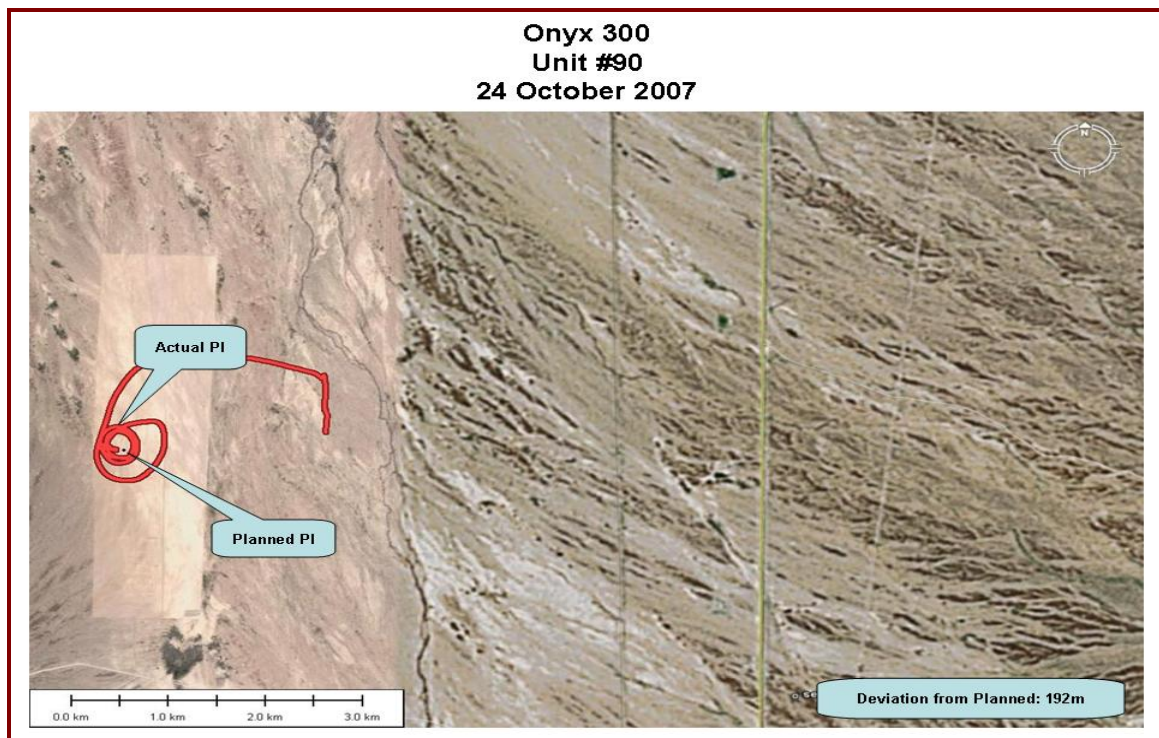 Onyx 300
Unit #90
24 October 2007
N
Actual PI
Planned PI
0.0 km 1.0 km 2.0 km 3.0 km
Deviation from Planned: 192m